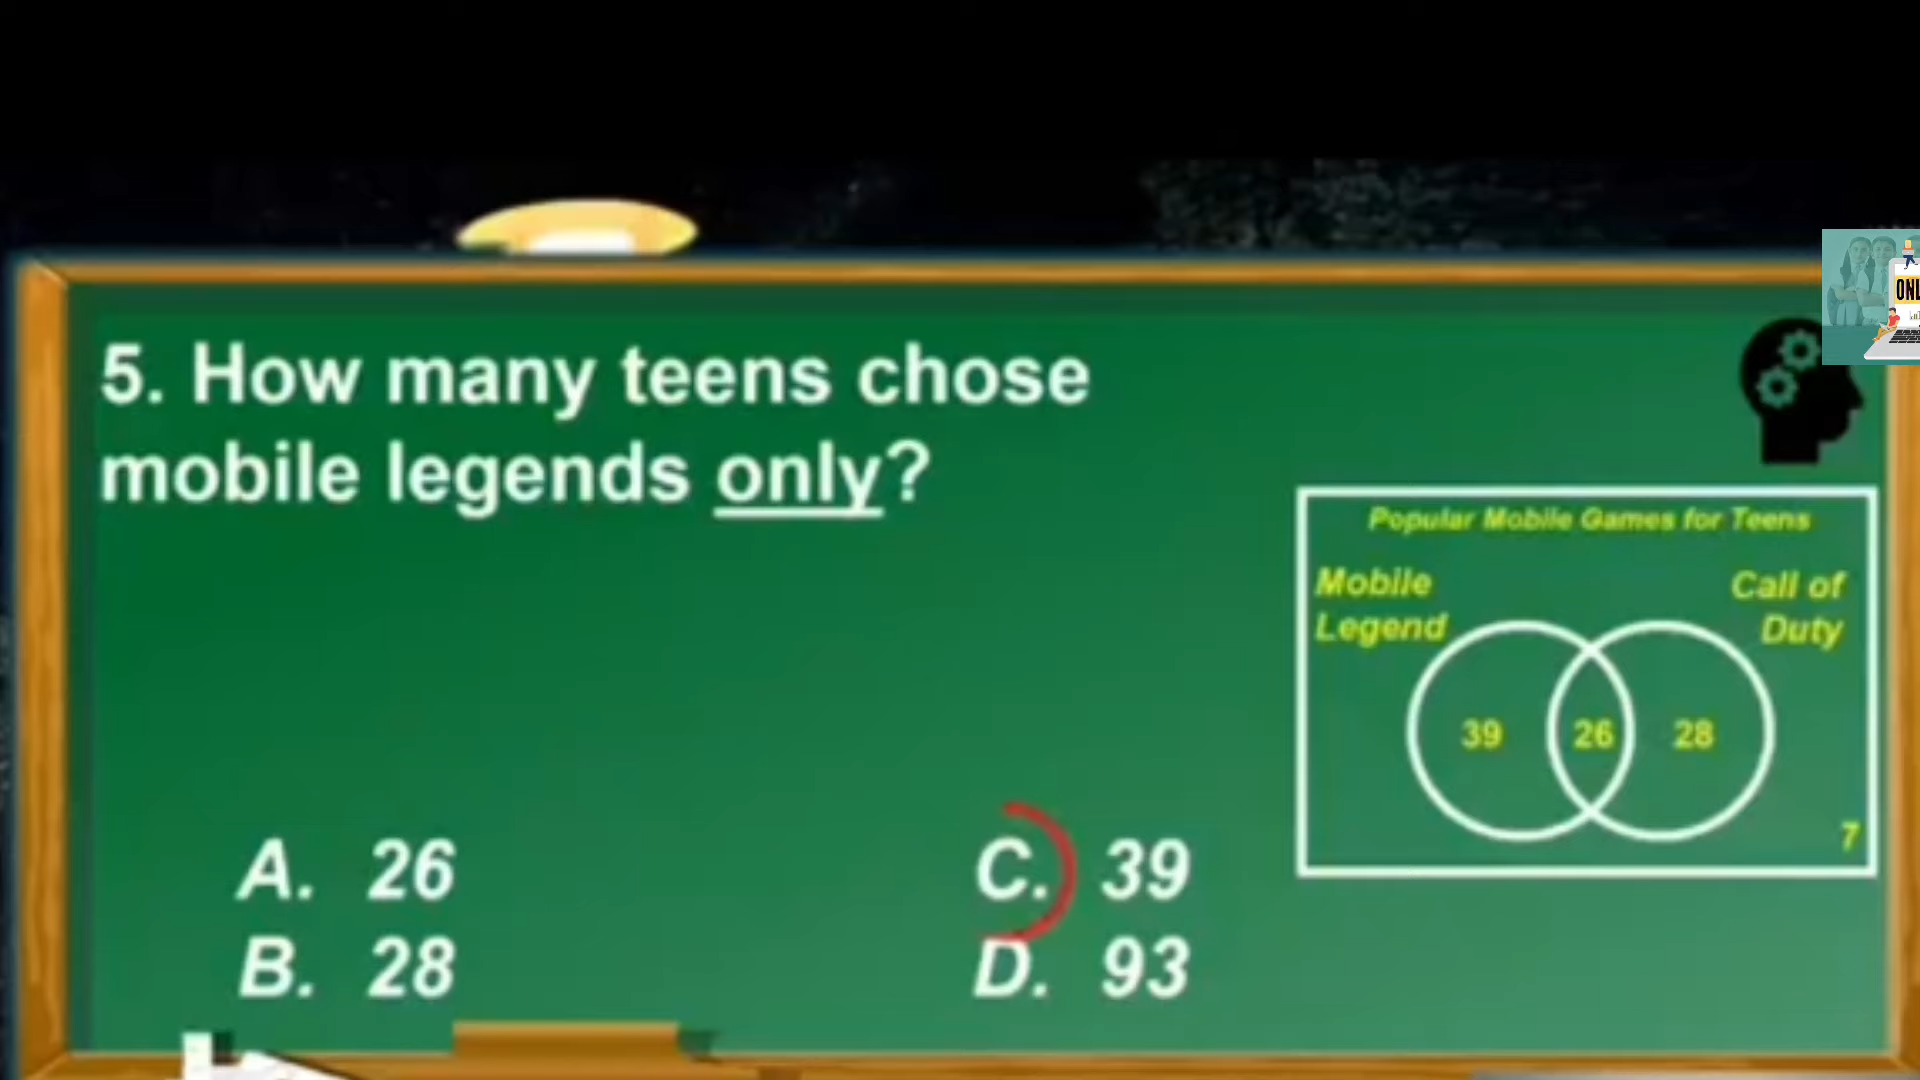 5. How many teens chose
mobile legends only?
Popular Mobile Games for Teens
Mobile
Legend
Call of
Duty
39
26
28
7
A. 26
B. 28
C. 39
D. 93